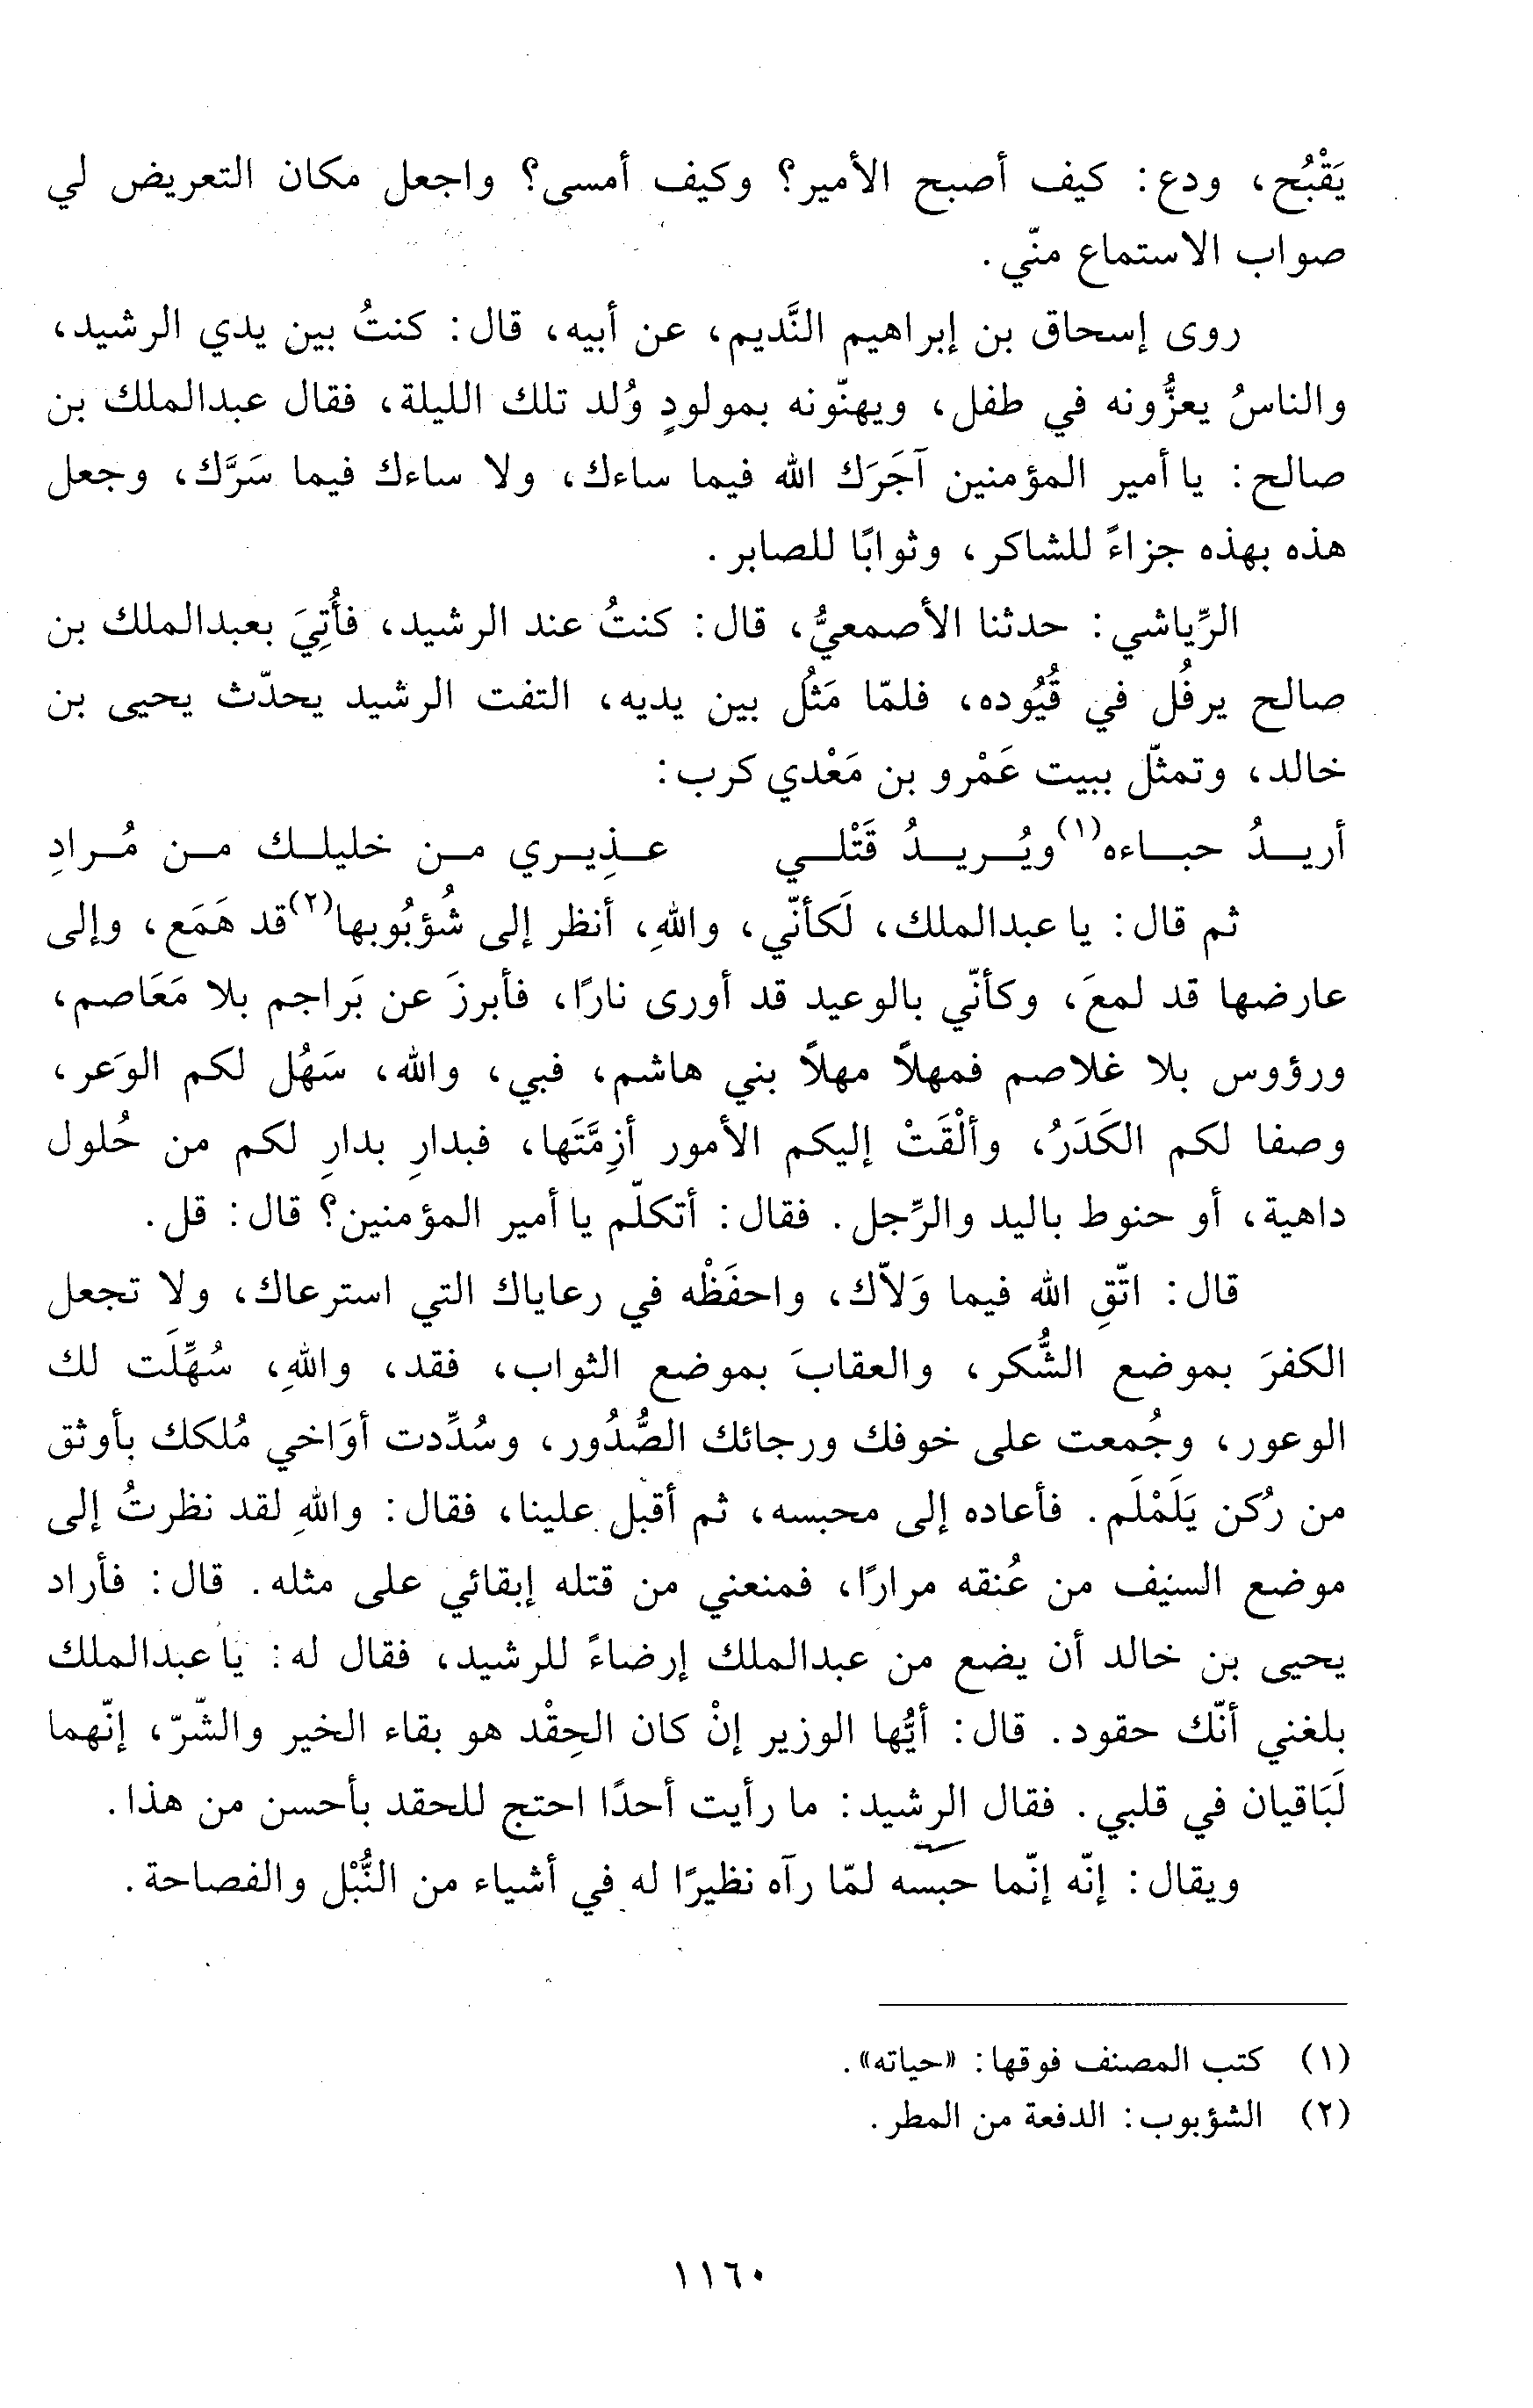 يَقْبُح، ودع: كيف أصبح الأمير؟ وكيف أمسى؟ واجعل مكان التعريض لي
صواب الاستماع منّي.
روى إسحاق بن إبراهيم النَّديم، عن أبيه، قال: كنتُ بين يدي الرشيد،
والناسُ يعزُّونه في طفل، ويهنّونه بمولودٍ وُلد تلك الليلة، فقال عبدالملك بن
صالح: يا أمير المؤمنين آجَرَك الله فيما ساءك، ولا ساءك فيما سَرَّك، وجعل
هذه بهذه جزاءً للشاكر، وثوابًا للصابر.
الرِّياشي: حدثنا الأصمعيُّ، قال: كنتُ عند الرشيد، فأُتِيَ بعبدالملك بن
صالح يرفُل في قُيُوده، فلمّا مَثُل بين يديه، التفت الرشيد يحدّث يحيى بن
خالد، وتمثّل ببيت عَمْرو بن مَعْدي كرب:
أريـدُ حبـاءه(١) ويُـريـدُ قَتْلـي عـذِيـري مـن خليلـك مـن مُـرادِ
ثم قال: يا عبدالملك، لَكأنّي، واللهِ، أنظر إلى شُؤبُوبها(٢) قد هَمَع، وإلى
عارضها قد لمعَ، وكأنّي بالوعيد قد أورى نارًا، فأبرزَ عن بَراجم بلا مَعَاصم،
ورؤوس بلا غلاصم فمهلاً مهلاً بني هاشم، فبي، والله، سَهُل لكم الوَعر،
وصفا لكم الكَدَرُ، وألْقَتْ إليكم الأمور أزِمَّتَها، فبدارِ بدارِ لكم من حُلول
داهية، أو حنوط باليد والرِّجل. فقال: أتكلّم يا أمير المؤمنين؟ قال: قل.
قال: اتّقِ الله فيما وَلاّك، واحفَظْه في رعاياك التي استرعاك، ولا تجعل
الكفرَ بموضع الشُّكر، والعقابَ بموضع الثواب، فقد، واللهِ، سُهِّلَت لك
الوعور، وجُمعت على خوفك ورجائك الصُّدُور، وسُدِّدت أوَاخي مُلكك بأوثق
من رُكن يَلَمْلَم. فأعاده إلى محبسه، ثم أقبل علينا، فقال: واللهِ لقد نظرتُ إلى
موضع السيف من عُنقه مرارًا، فمنعني من قتله إبقائي على مثله. قال: فأراد
يحيى بن خالد أن يضع من عبدالملك إرضاءً للرشيد، فقال له: يا عبدالملك
بلغني أنّك حقود. قال: أيُّها الوزير إنْ كان الحِقْد هو بقاء الخير والشّرّ، إنّهما
لَبَاقيان في قلبي. فقال الرشيد: ما رأيت أحدًا احتج للحقد بأحسن من هذا.
ويقال: إنّه إنّما حبسه لمّا رآه نظيرًا له في أشياء من النُّبْل والفصاحة.
(١) كتب المصنف فوقها: «حياته».
(٢) الشؤبوب: الدفعة من المطر.
١١٦٠